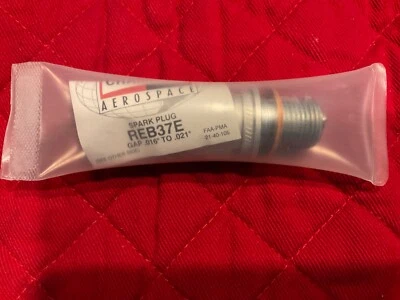 AEROSPACE
SPARK PLUG
REB37E
GAP .016" TO .021"
FAA-PMA